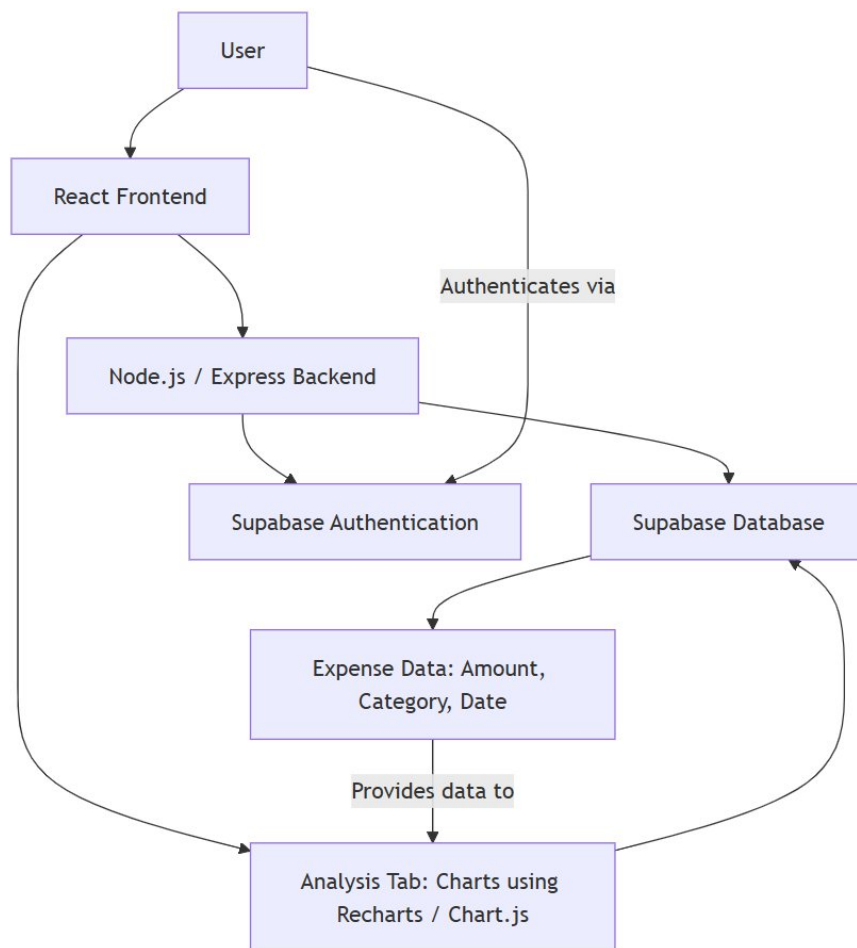 User
React Frontend
Authenticates via
Node.js / Express Backend
Supabase Authentication
Supabase Database
Expense Data: Amount,
Category, Date
Provides data to
Analysis Tab: Charts using
Recharts / Chart.js